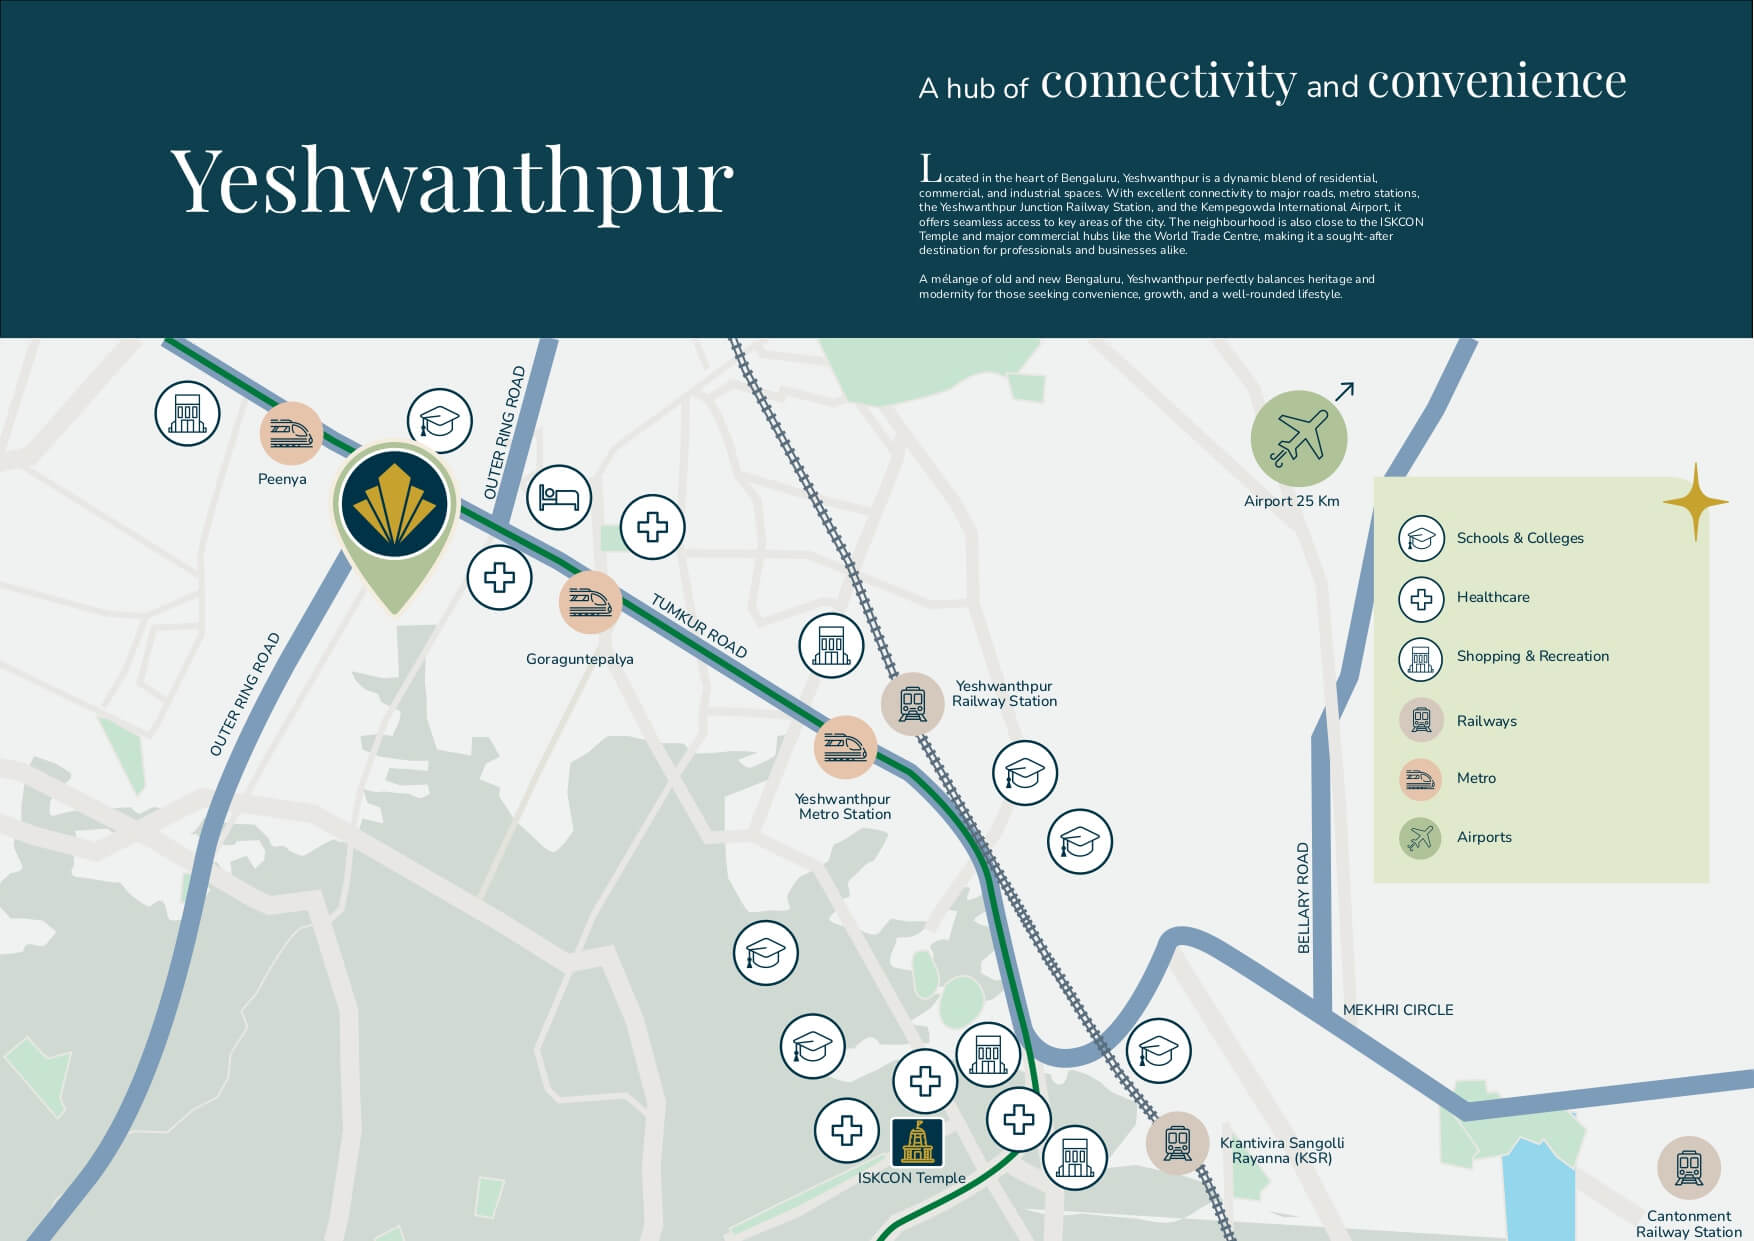 Yeshwanthpur
A hub of connectivity and convenience
Located in the heart of Bengaluru, Yeshwanthpur is a dynamic blend of residential,
commercial, and industrial spaces. With excellent connectivity to major roads, metro stations,
the Yeshwanthpur Junction Railway Station, and the Kempegowda International Airport, it
offers seamless access to key areas of the city. The neighbourhood is also close to the ISKCON
Temple and major commercial hubs like the World Trade Centre, making it a sought-after
destination for professionals and businesses alike.
A mélange of old and new Bengaluru, Yeshwanthpur perfectly balances heritage and
modernity for those seeking convenience, growth, and a well-rounded lifestyle.
OUTER RING ROAD
Peenya
Airport 25 Km
Schools & Colleges
Healthcare
Shopping & Recreation
Railways
Metro
Airports
TUMKUR ROAD
Goraguntepalya
OUTER RING ROAD
Yeshwanthpur
Railway Station
Yeshwanthpur
Metro Station
BELLARY ROAD
MEKHRI CIRCLE
Krantivira Sangolli
Rayanna (KSR)
ISKCON Temple
Cantonment
Railway Station